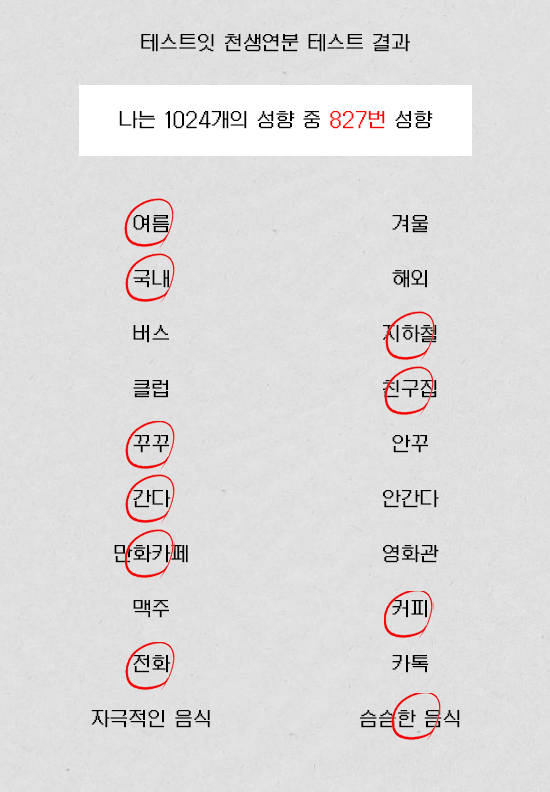 테스트잇 천생연분 테스트 결과
나는 1024개의 성향 중 827번 성향
여름 겨울
국내 해외
버스 지하철
클럽 친구집
꾸꾸 안꾸
간다 안간다
만화카페 영화관
맥주 커피
전화 카톡
자극적인 음식 슴슴한 음식